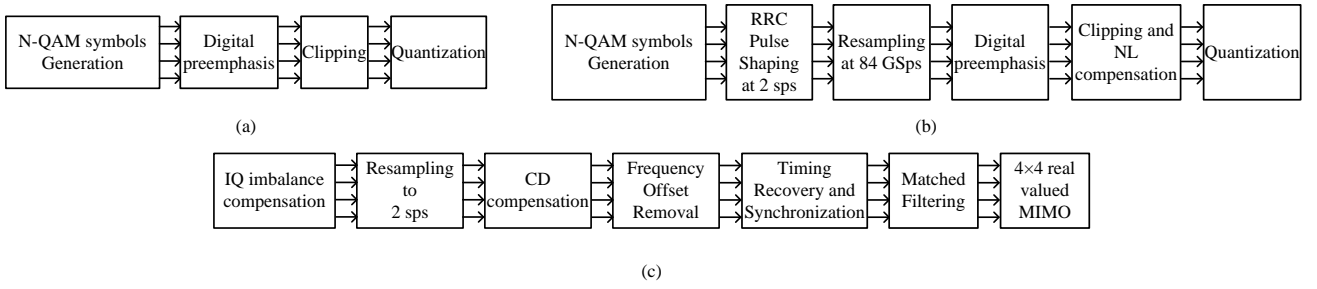 N-QAM symbols
Generation
Digital
preemphasis
Clipping
Quantization
(a)
N-QAM symbols
Generation
RRC
Pulse
Shaping
at 2 sps
Resampling
at 84 GSps
Digital
preemphasis
Clipping and
NL
compensation
Quantization
(b)
IQ imbalance
compensation
Resampling
to
2 sps
CD
compensation
Frequency
Offset
Removal
Timing
Recovery and
Synchronization
Matched
Filtering
4×4 real
valued
MIMO
(c)